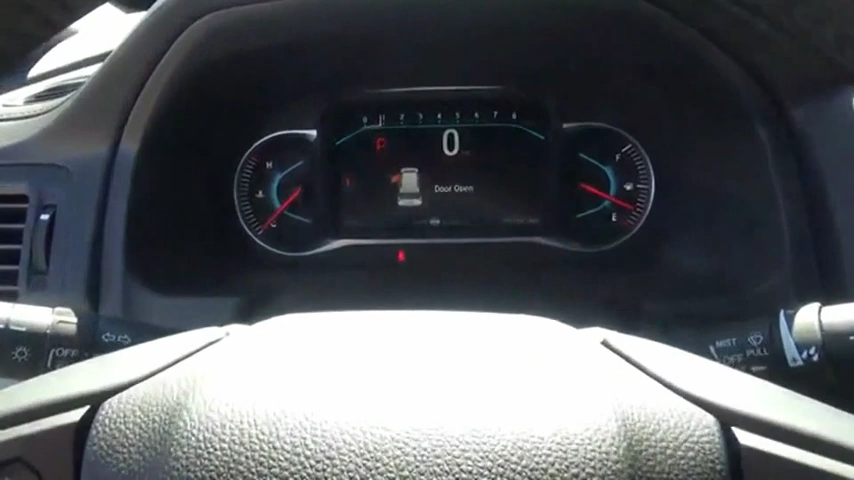 0 1 2 3 4 5 6 7 8
P 0
H F
Door Open
C E
MIST
OFF OFF PULL